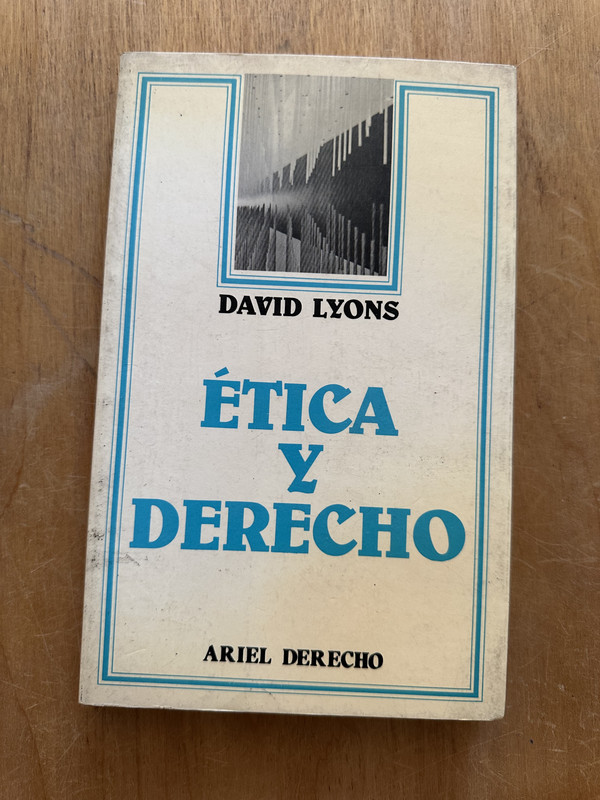 DAVID LYONS
ÉTICA
Y
DERECHO
ARIEL DERECHO